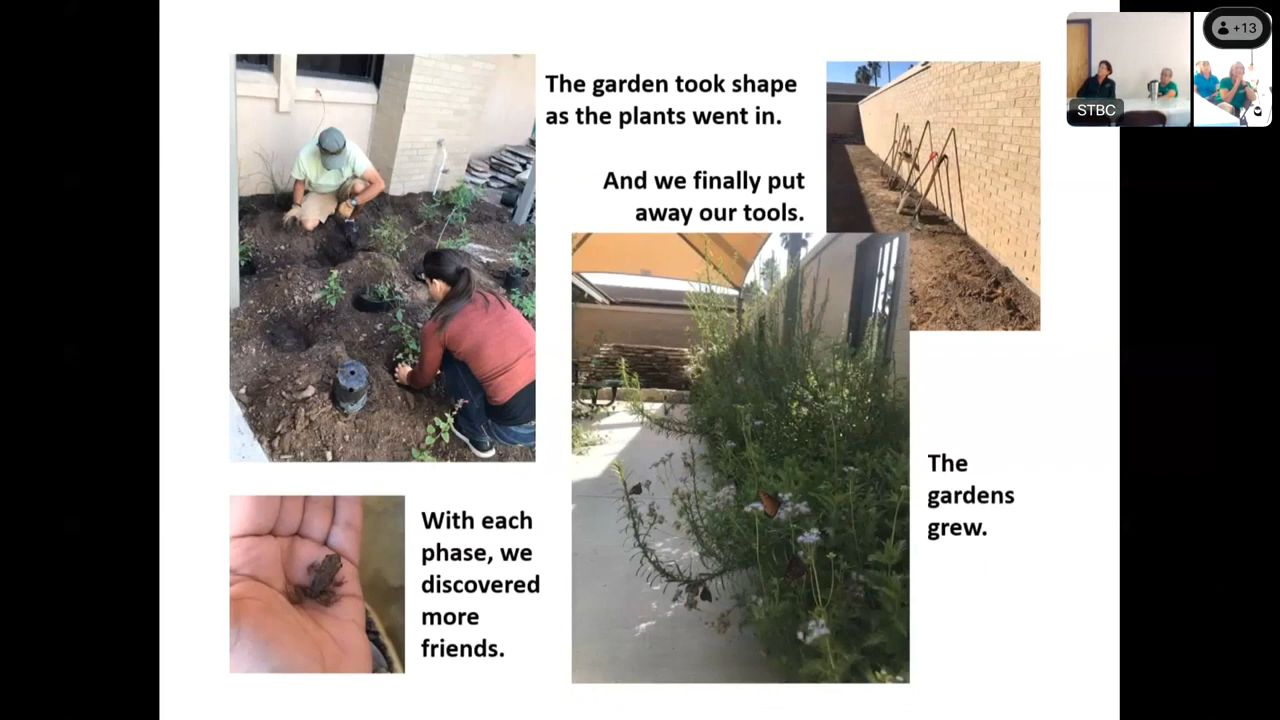 The garden took shape
as the plants went in.
And we finally put
away our tools.
With each
phase, we
discovered
more
friends.
The
gardens
grew.
STBC
+13